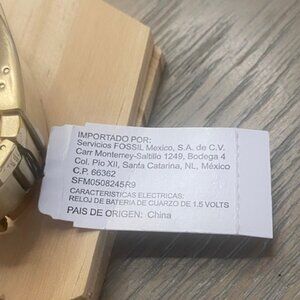 IMPORTADO POR:
Servicios FOSSIL Mexico, S.A. de C.V.
Carr Monterrey-Saltillo 1249, Bodega 4
Col. Pio XII, Santa Catarina, NL, México
C.P. 66362
SFM0508245R9
CARACTERISTICAS ELECTRICAS:
RELOJ DE BATERIA DE CUARZO DE 1.5 VOLTS
PAIS DE ORIGEN: China